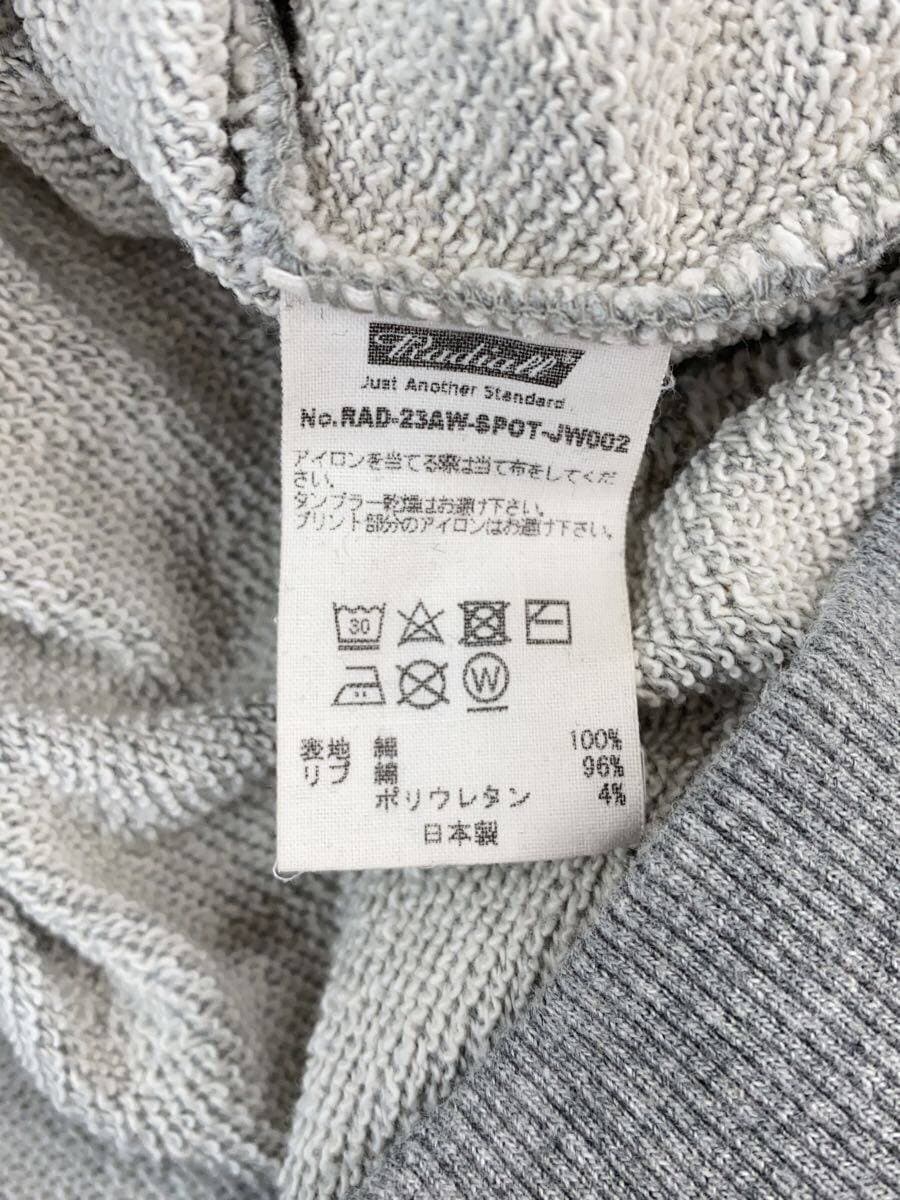 Radiall
Just Another Standard
No.RAD-23AW-SPOT-JW002
アイロンを当てる際は当て布をしてくだ
さい。
タンブラー乾燥はお避け下さい。
プリント部分のアイロンはお避け下さい。
30
W
表地 綿 100%
リブ 綿 96%
ポリウレタン 4%
日本製